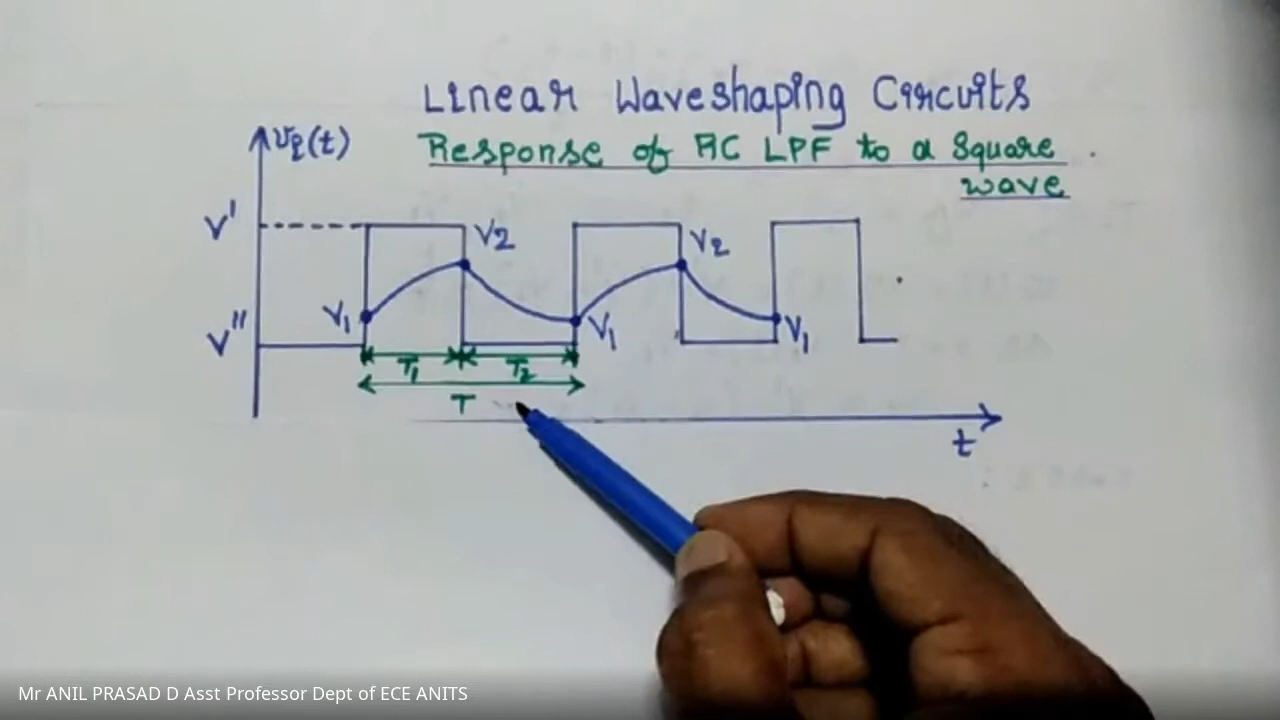 Linear Waveshaping Circuits
Response of RC LPF to a Square
wave
vi(t)
V'
V2
V2
V1
V1
V1
V"
T1
T2
T
t
Mr ANIL PRASAD D Asst Professor Dept of ECE ANITS